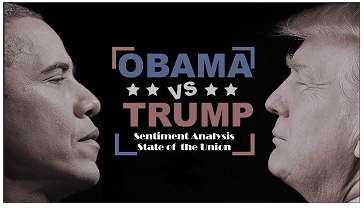 OBAMA
VS
TRUMP
Sentiment Analysis
State of the Union